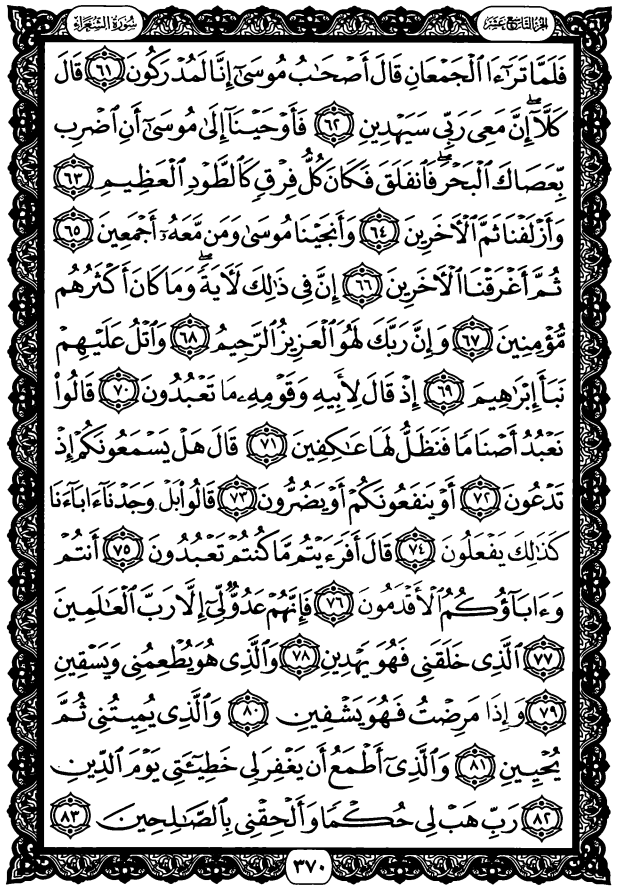 الجزء التاسع عشر
سورة الشعراء
فَلَمَّا تَرَٰٓءَا ٱلْجَمْعَانِ قَالَ أَصْحَٰبُ مُوسَىٰٓ إِنَّا لَمُدْرَكُونَ ٦١ قَالَ
كَلَّآ ۖ إِنَّ مَعِىَ رَبِّى سَيَهْدِينِ ٦٢ فَأَوْحَيْنَآ إِلَىٰ مُوسَىٰٓ أَنِ ٱضْرِب
بِّعَصَاكَ ٱلْبَحْرَ ۖ فَٱنفَلَقَ فَكَانَ كُلُّ فِرْقٍ كَٱلطَّوْدِ ٱلْعَظِيمِ ٦٣
وَأَزْلَفْنَا ثَمَّ ٱلْءَاخَرِينَ ٦٤ وَأَنجَيْنَا مُوسَىٰ وَمَن مَّعَهُۥٓ أَجْمَعِينَ ٦٥
ثُمَّ أَغْرَقْنَا ٱلْءَاخَرِينَ ٦٦ إِنَّ فِى ذَٰلِكَ لَءَايَةً ۖ وَمَا كَانَ أَكْثَرُهُم
مُّؤْمِنِينَ ٦٧ وَإِنَّ رَبَّكَ لَهُوَ ٱلْعَزِيزُ ٱلرَّحِيمُ ٦٨ وَٱتْلُ عَلَيْهِمْ
نَبَأَ إِبْرَٰهِيمَ ٦٩ إِذْ قَالَ لِأَبِيهِ وَقَوْمِهِۦ مَا تَعْبُدُونَ ٧٠ قَالُوا۟
نَعْبُدُ أَصْنَامًا فَنَظَلُّ لَهَا عَٰكِفِينَ ٧١ قَالَ هَلْ يَسْمَعُونَكُمْ إِذْ
تَدْعُونَ ٧٢ أَوْ يَنفَعُونَكُمْ أَوْ يَضُرُّونَ ٧٣ قَالُوا۟ بَلْ وَجَدْنَآ ءَابَآءَنَا
كَذَٰلِكَ يَفْعَلُونَ ٧٤ قَالَ أَفَرَءَيْتُم مَّا كُنتُمْ تَعْبُدُونَ ٧٥ أَنتُمْ
وَءَابَآؤُكُمُ ٱلْأَقْدَمُونَ ٧٦ فَإِنَّهُمْ عَدُوٌّ لِّىٓ إِلَّا رَبَّ ٱلْعَٰلَمِينَ
٧٧ ٱلَّذِى خَلَقَنِى فَهُوَ يَهْدِينِ ٧٨ وَٱلَّذِى هُوَ يُطْعِمُنِى وَيَسْقِينِ
٧٩ وَإِذَا مَرِضْتُ فَهُوَ يَشْفِينِ ٨٠ وَٱلَّذِى يُمِيتُنِى ثُمَّ
يُحْيِينِ ٨١ وَٱلَّذِىٓ أَطْمَعُ أَن يَغْفِرَ لِى خَطِيٓـَٔتِى يَوْمَ ٱلدِّينِ
٨٢ رَبِّ هَبْ لِى حُكْمًا وَأَلْحِقْنِى بِٱلصَّٰلِحِينَ ٨٣
٣٧٠